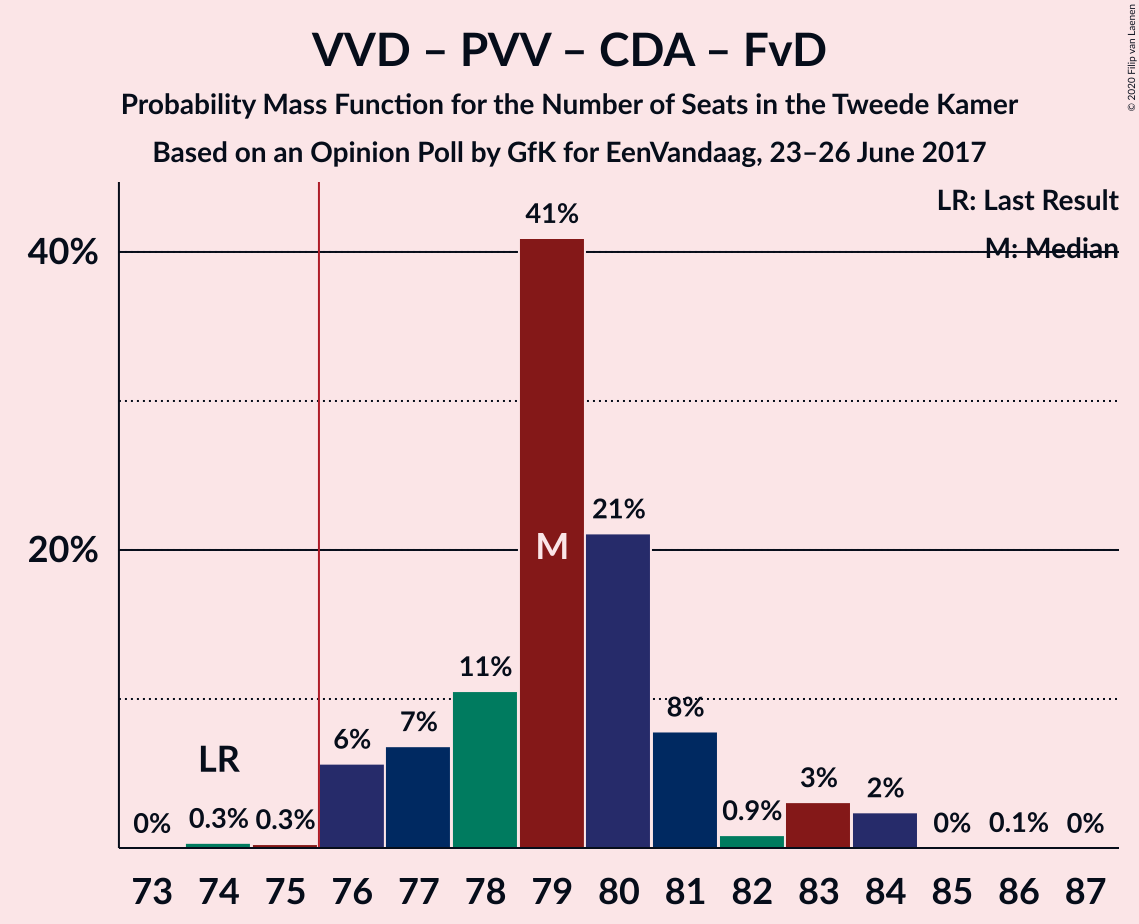 VVD – PVV – CDA – FvD
Probability Mass Function for the Number of Seats in the Tweede Kamer
Based on an Opinion Poll by GfK for EenVandaag, 23–26 June 2017
© 2020 Filip van Laenen
LR: Last Result
M: Median
40%
20%
0%
0.3%
0.3%
6%
7%
11%
41%
21%
8%
0.9%
3%
2%
0%
0.1%
0%
LR
M
73 74 75 76 77 78 79 80 81 82 83 84 85 86 87